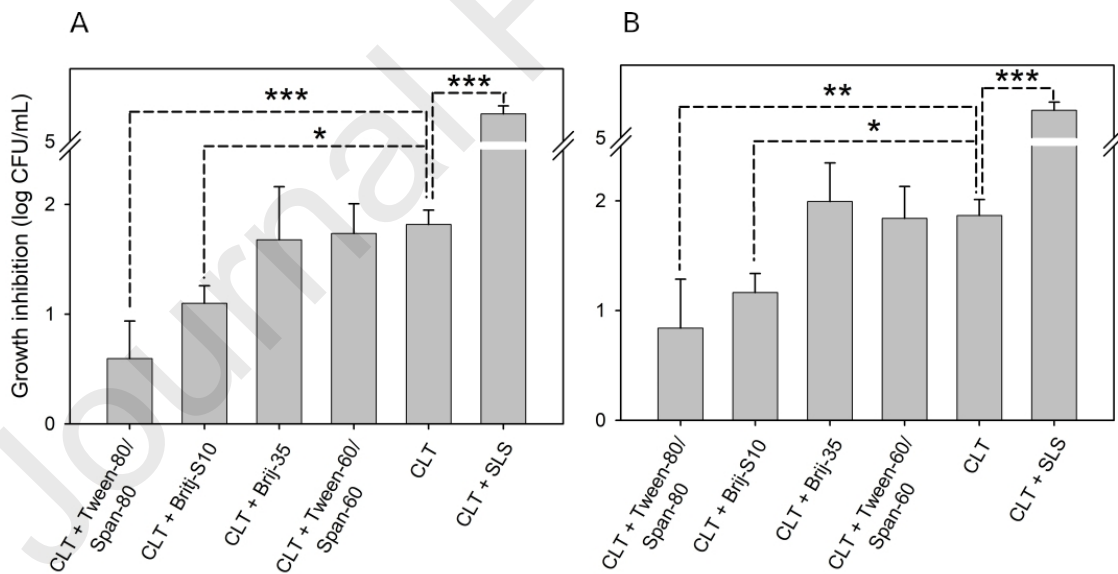 A
B
Growth inhibition (log CFU/mL)
***
***
*
5
2
1
0
CLT + Tween-80/
Span-80
CLT + Britj-S10
CLT + Brij-35
CLT + Tween-60/
Span-60
CLT
CLT + SLS
**
***
*
5
2
1
0
CLT + Tween-80/
Span-80
CLT + Brij-S10
CLT + Brij-35
CLT + Tween-60/
Span-60
CLT
CLT + SLS
Journal P